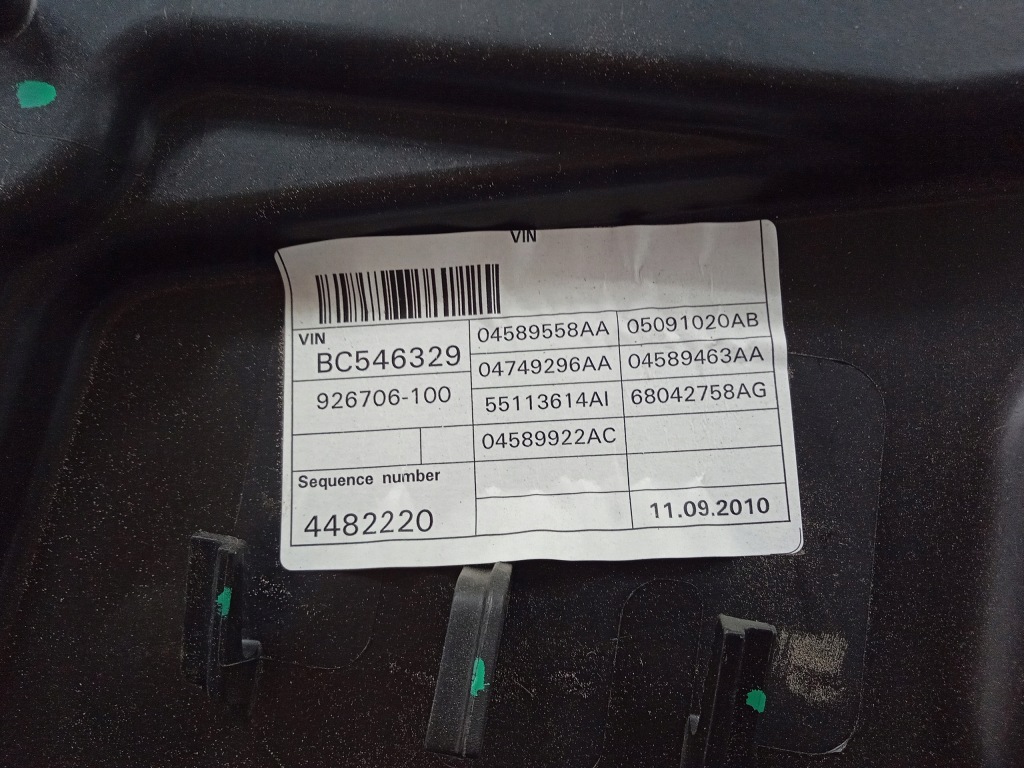 VIN
VIN
BC546329
926706-100
Sequence number
4482220
04589558AA 05091020AB
04749296AA 04589463AA
55113614AI 68042758AG
04589922AC
11.09.2010